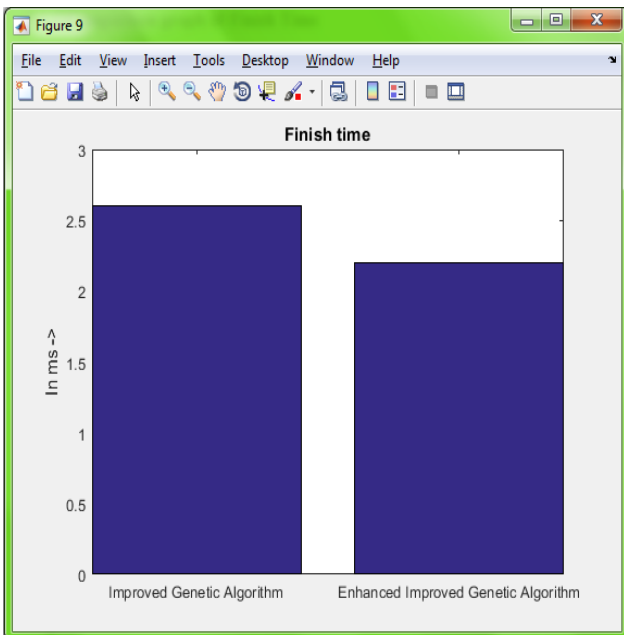 Figure 9
File Edit View Insert Tools Desktop Window Help
Finish time
3
2.5
2
1.5
1
0.5
0
In ms ->
Improved Genetic Algorithm Enhanced Improved Genetic Algorithm